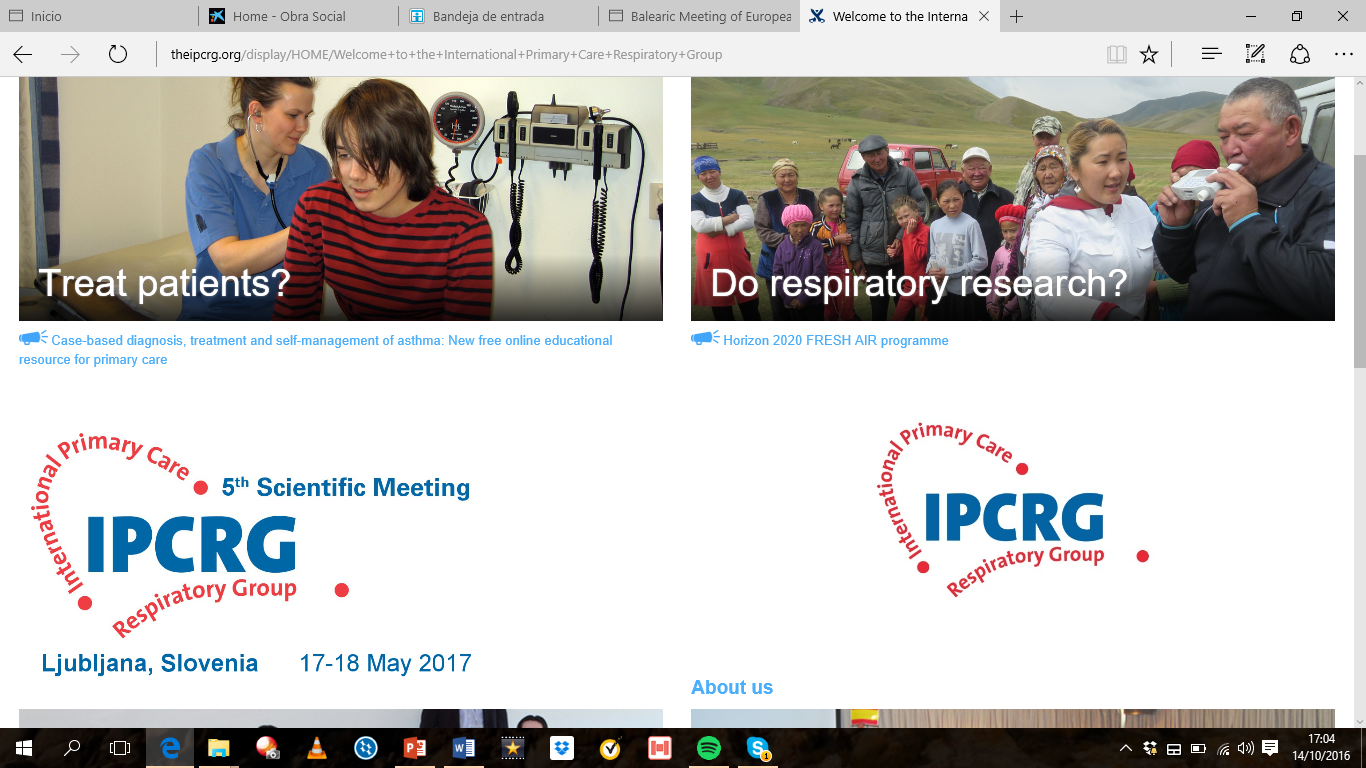 Inicio
Home - Obra Social
Bandeja de entrada
Balearic Meeting of Europea
Welcome to the Interna
theipcrg.org/display/HOME/Welcome+to+the+International+Primary+Care+Respiratory+Group
Treat patients?
Do respiratory research?
Case-based diagnosis, treatment and self-management of asthma: New free online educational
resource for primary care
Horizon 2020 FRESH AIR programme
International Primary Care
5th Scientific Meeting
IPCRG
Respiratory Group
Ljubljana, Slovenia 17-18 May 2017
International Primary Care
IPCRG
Respiratory Group
About us
17:04
14/10/2016